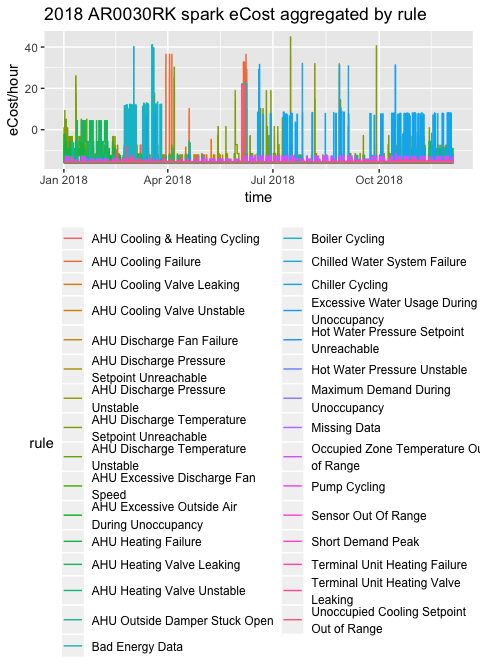 2018 AR0030RK spark eCost aggregated by rule
eCost/hour
40
20
0
Jan 2018
Apr 2018
Jul 2018
Oct 2018
time
rule
AHU Cooling & Heating Cycling
AHU Cooling Failure
AHU Cooling Valve Leaking
AHU Cooling Valve Unstable
AHU Discharge Fan Failure
AHU Discharge Pressure
Setpoint Unreachable
AHU Discharge Pressure
Unstable
AHU Discharge Temperature
Setpoint Unreachable
AHU Discharge Temperature
Unstable
AHU Excessive Discharge Fan
Speed
AHU Excessive Outside Air
During Unoccupancy
AHU Heating Failure
AHU Heating Valve Leaking
AHU Heating Valve Unstable
AHU Outside Damper Stuck Open
Bad Energy Data
Boiler Cycling
Chilled Water System Failure
Chiller Cycling
Excessive Water Usage During
Unoccupancy
Hot Water Pressure Setpoint
Unreachable
Hot Water Pressure Unstable
Maximum Demand During
Unoccupancy
Missing Data
Occupied Zone Temperature Ou
of Range
Pump Cycling
Sensor Out Of Range
Short Demand Peak
Terminal Unit Heating Failure
Terminal Unit Heating Valve
Leaking
Unoccupied Cooling Setpoint
Out of Range